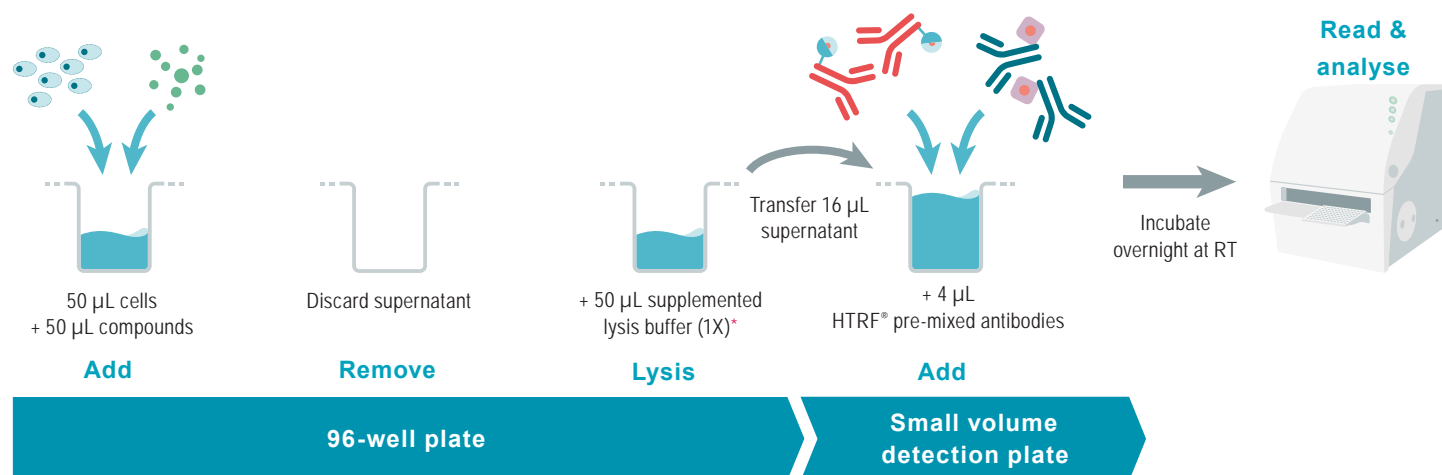 Read &
analyse
50 µL cells
+ 50 µL compounds
Discard supernatant
+ 50 µL supplemented
lysis buffer (1X)*
Transfer 16 µL
supernatant
+ 4 µL
HTRF® pre-mixed antibodies
Incubate
overnight at RT
Add
Remove
Lysis
Add
96-well plate
Small volume
detection plate